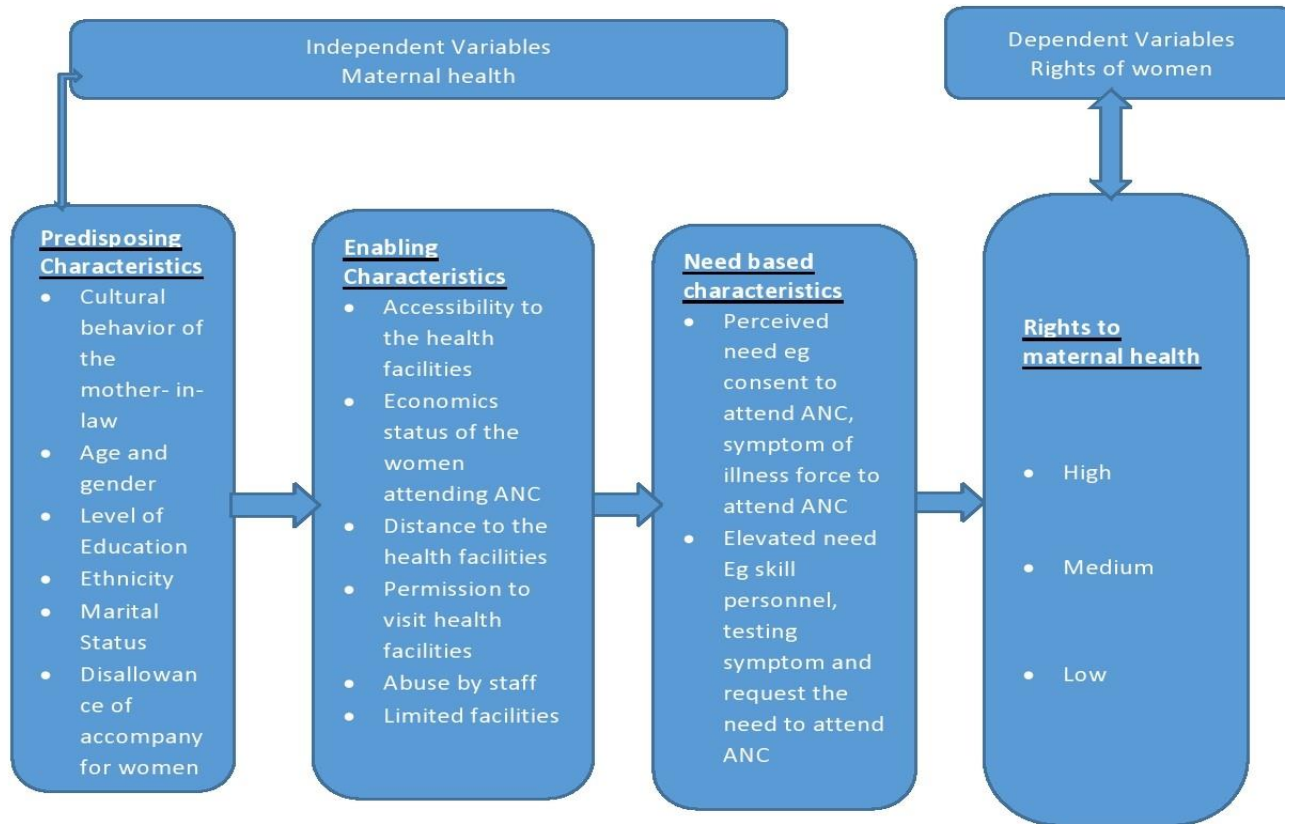 Independent Variables
Maternal health
Dependent Variables
Rights of women
Predisposing
Characteristics
• Cultural
behavior of
the
mother- in-
law
• Age and
gender
• Level of
Education
• Ethnicity
• Marital
Status
• Disallowan
ce of
accompany
for women
Enabling
Characteristics
• Accessibility to
the health
facilities
• Economics
status of the
women
attending ANC
• Distance to the
health facilities
• Permission to
visit health
facilities
• Abuse by staff
• Limited facilities
Need based
characteristics
• Perceived
need eg
consent to
attend ANC,
symptom of
illness force to
attend ANC
• Elevated need
Eg skill
personnel,
testing
symptom and
request the
need to attend
ANC
Rights to
maternal health
• High
• Medium
• Low